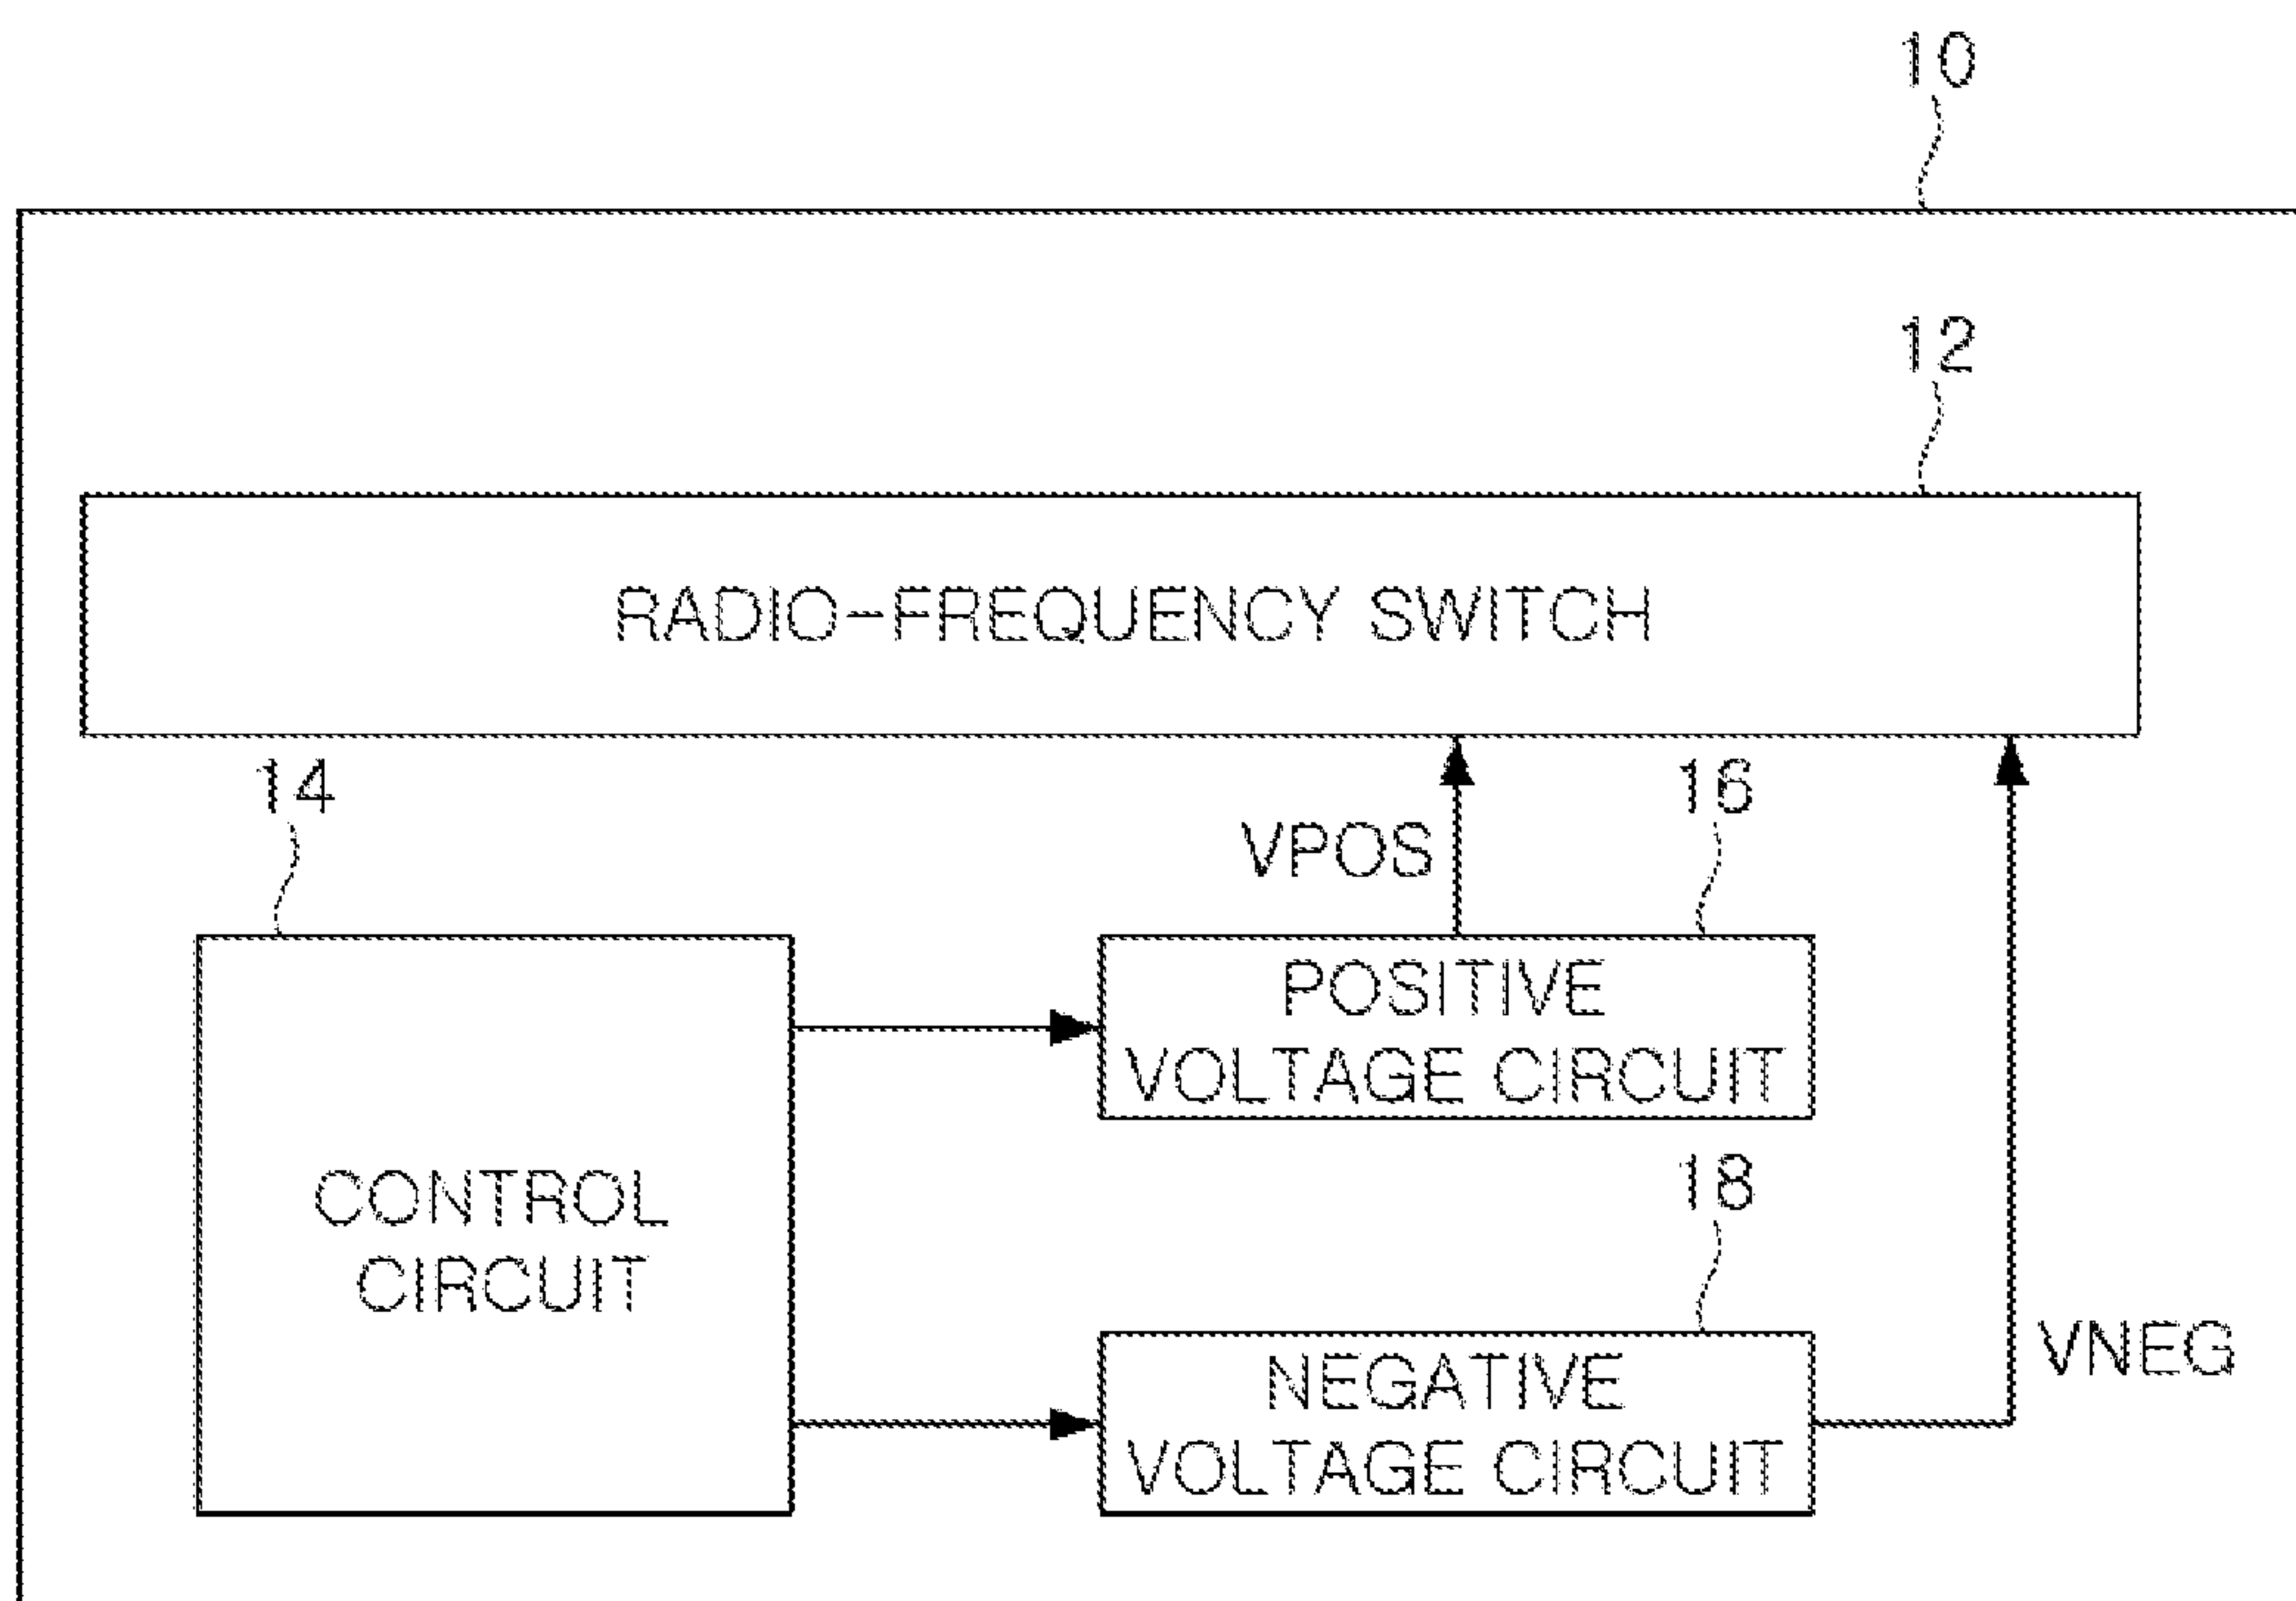 10
12
RADIO-FREQUENCY SWITCH
14
VPOS
16
POSITIVE
VOLTAGE CIRCUIT
CONTROL
CIRCUIT
18
NEGATIVE
VOLTAGE CIRCUIT
VNEG